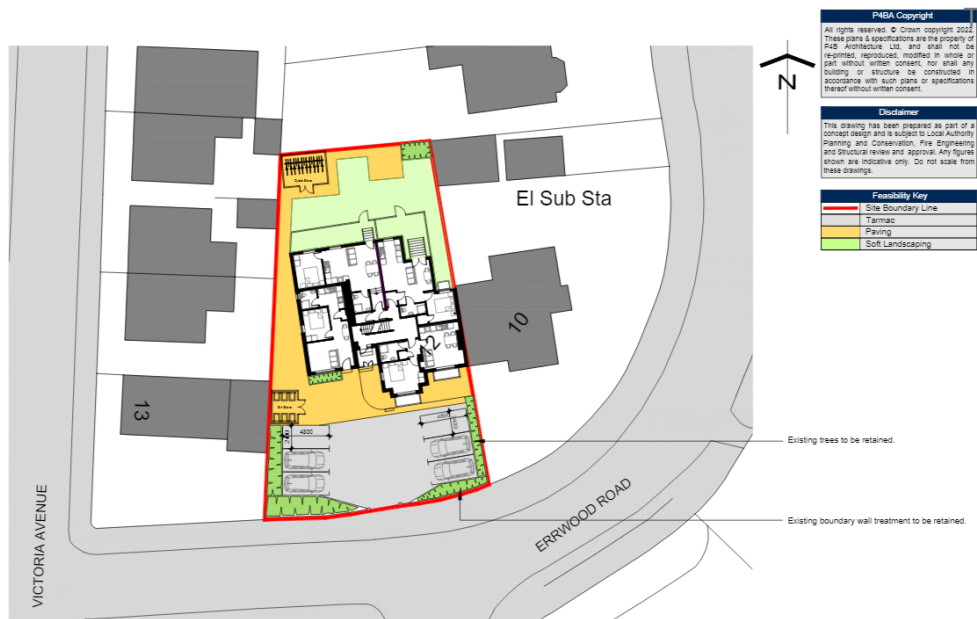 P4BA Copyright
All rights reserved. © Crown copyright 2022.
These plans & specifications are the property of
P4B Architecture Ltd, and shall not be
re-printed, reproduced, modified in whole or
part without written consent, nor shall any
building or structure be constructed in
accordance with such plans or specifications
thereof without written consent.
Disclaimer
This drawing has been prepared as part of a
concept design and is subject to Local Authority
Planning and Conservation, Fire Engineering
and Structural review and approval. Any figures
shown are indicative only. Do not scale from
these drawings.
Feasibility Key
Site Boundary Line
Tarmac
Paving
Soft Landscaping
N
El Sub Sta
10
12
13
4800
Existing trees to be retained.
Existing boundary wall treatment to be retained.
ERRWOOD ROAD
VICTORIA AVENUE